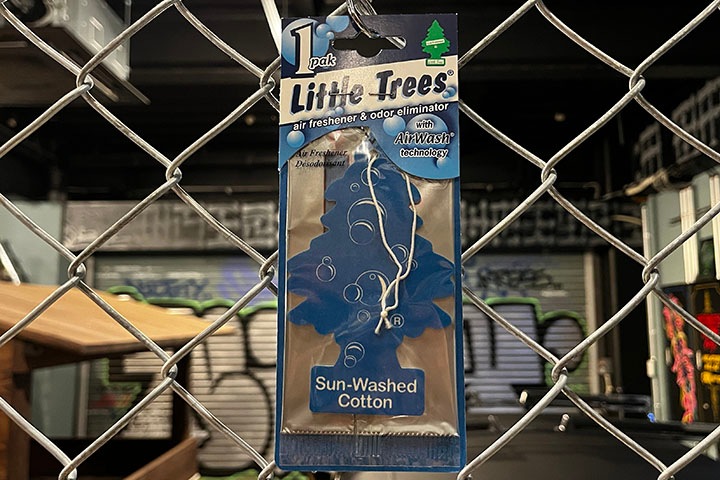 1
pak
Little Trees®
air freshener & odor eliminator
with
AirWash®
technology
Air Freshener
Désodorisant
®
Sun-Washed
Cotton